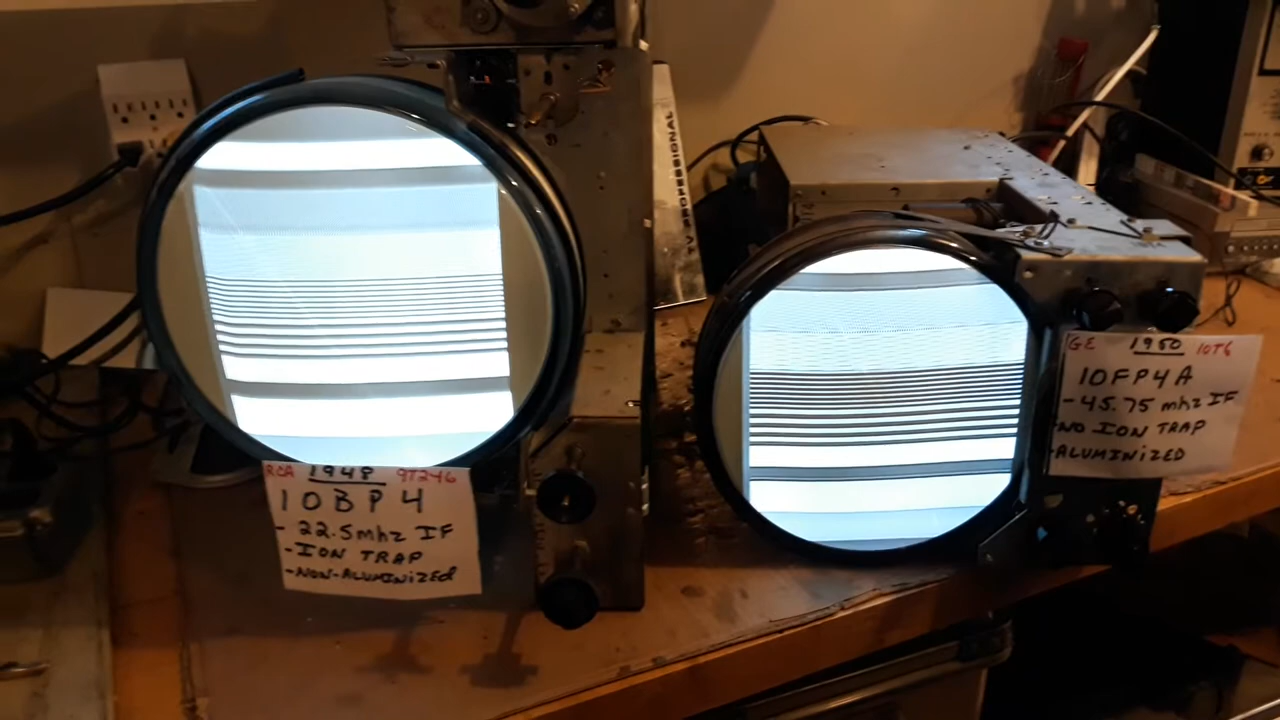 TV PROFESSIONAL
RCA 1948 9T246
10BP4
- 22.5mhz IF
- ION TRAP
- NON-ALUMINIZED
GE 1950 10T6
10FP4A
- 45.75 mhz IF
- NO ION TRAP
- ALUMINIZED